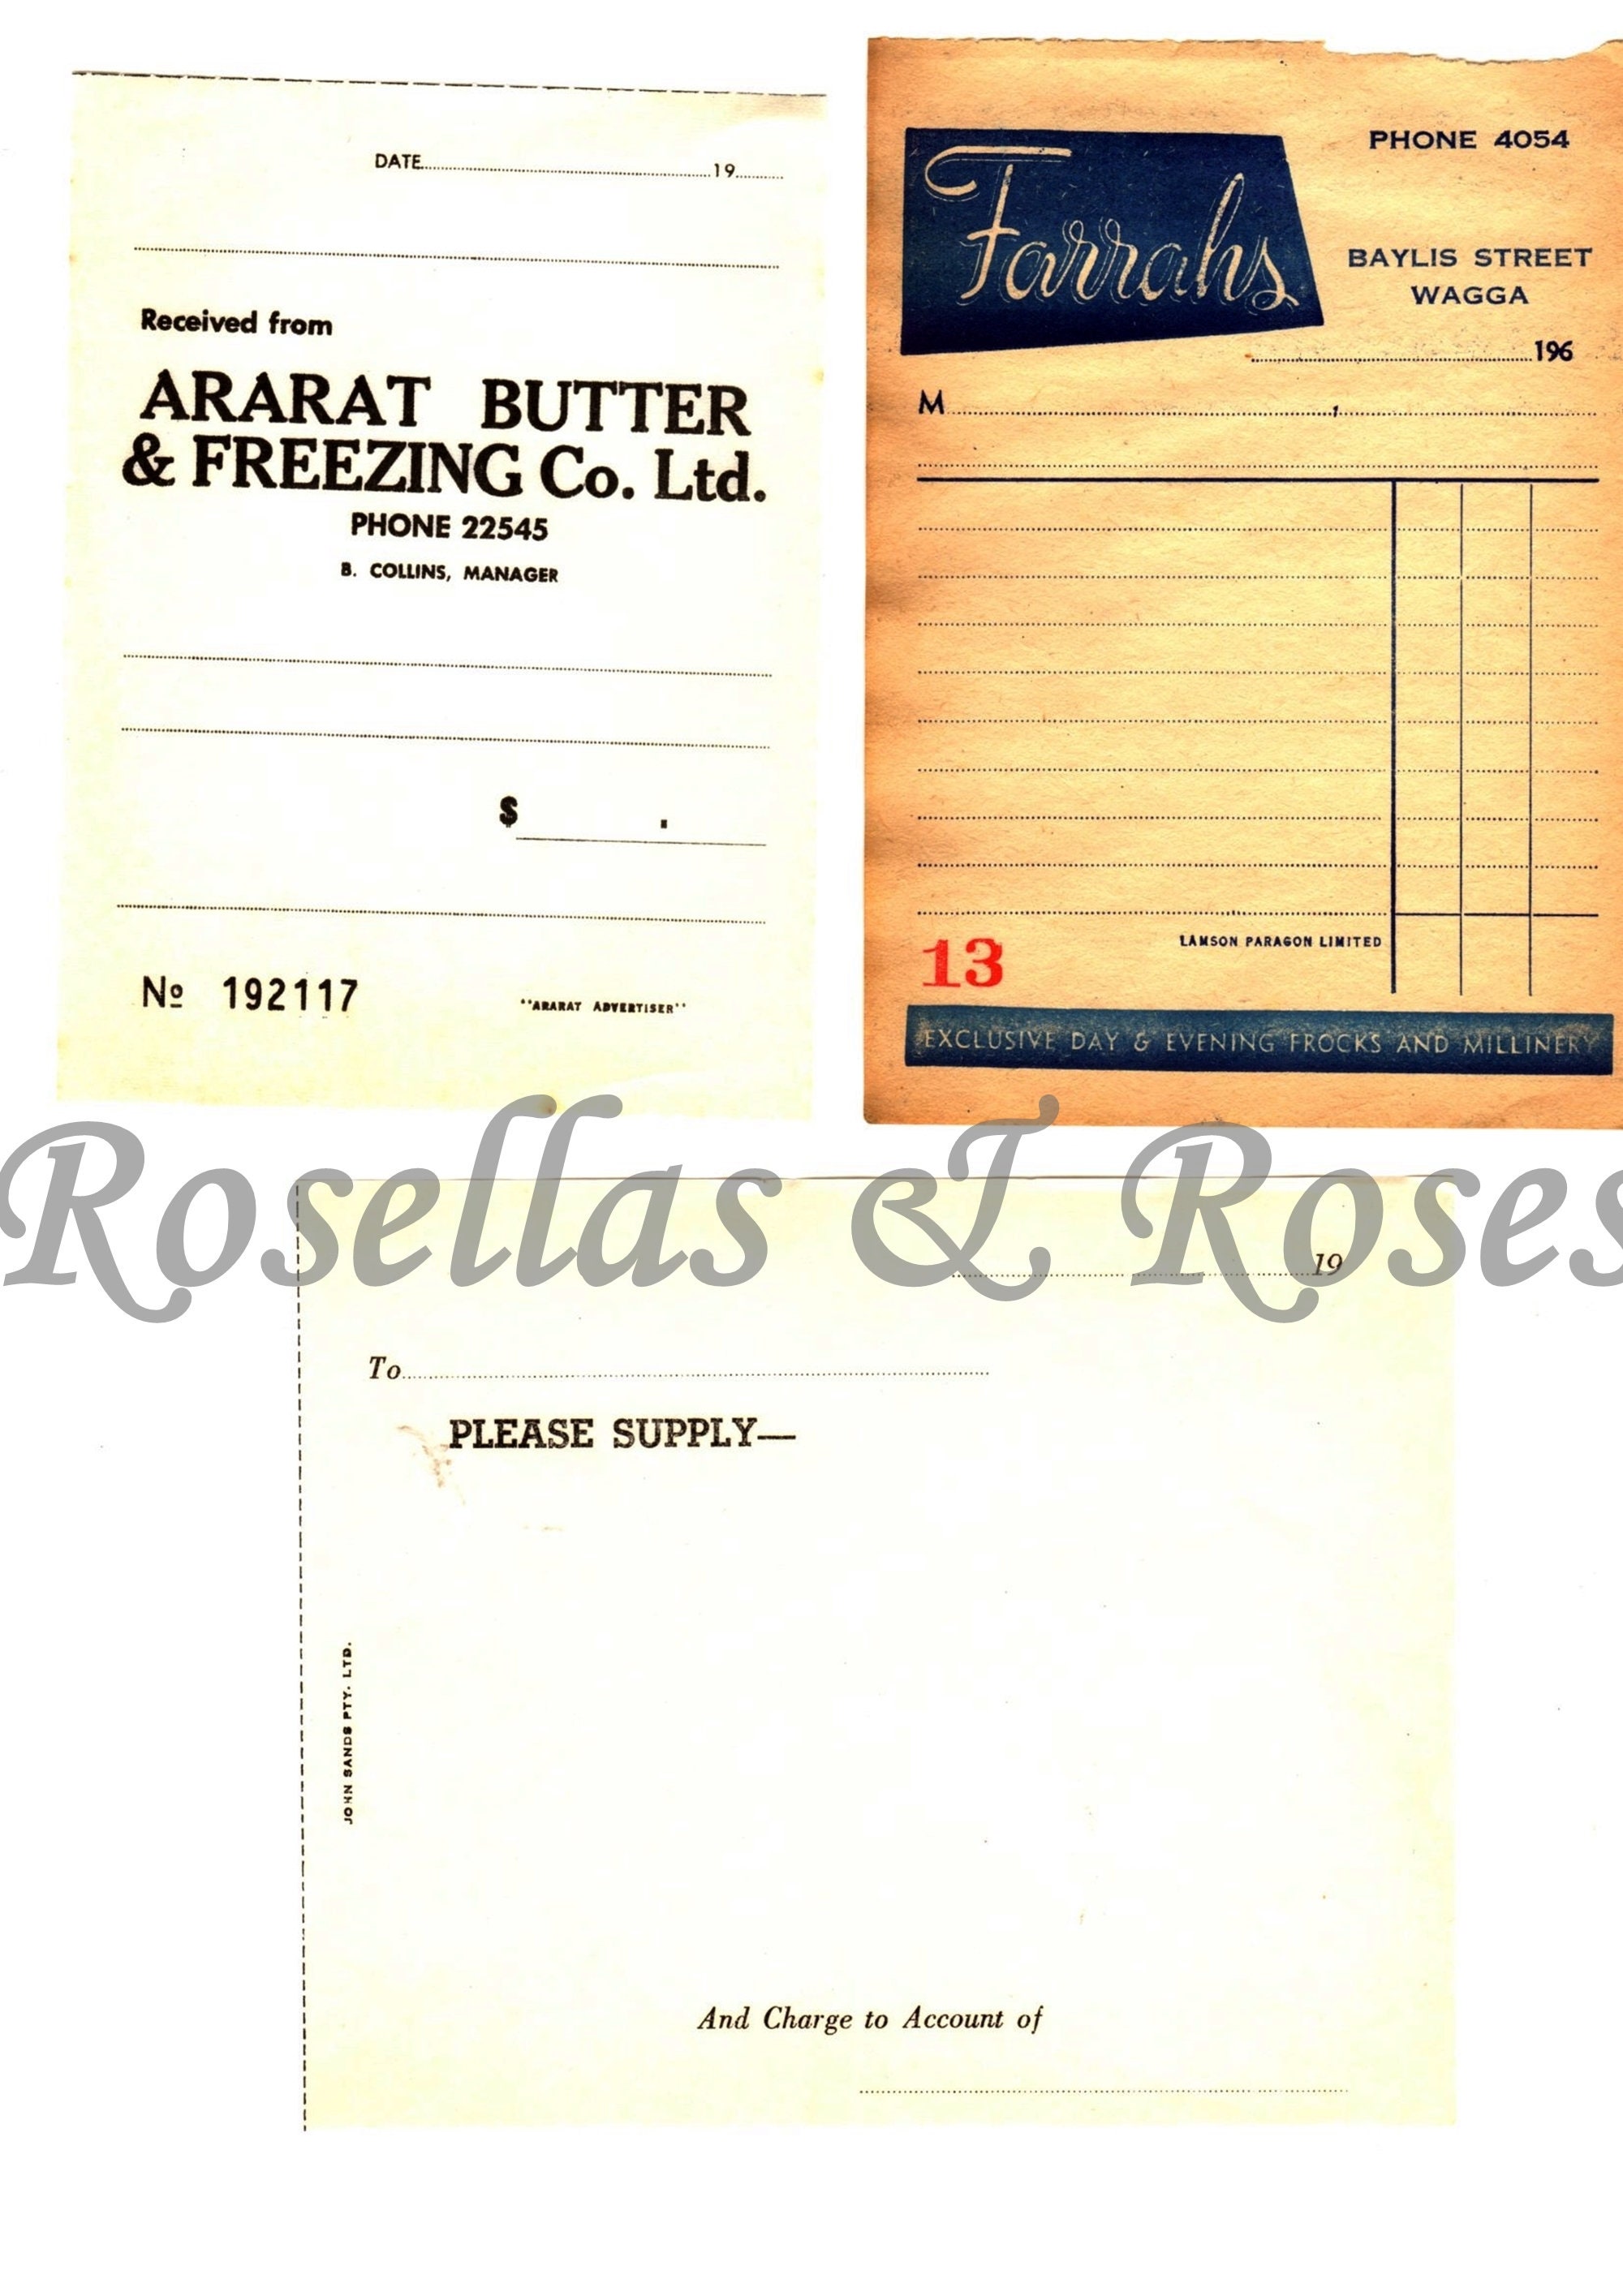 DATE 19
Received from
ARARAT BUTTER
& FREEZING Co. Ltd.
PHONE 22545
B. COLLINS, MANAGER
$ .
Nº 192117
"ARARAT ADVERTISER"
Farrahs
PHONE 4054
BAYLIS STREET
WAGGA
196
M
LAMSON PARAGON LIMITED
13
EXCLUSIVE DAY & EVENING FROCKS AND MILLINERY
Rosellas & Roses
19
To
PLEASE SUPPLY—
JOHN SANDS PTY. LTD.
And Charge to Account of